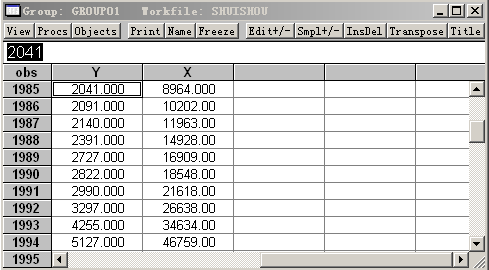 Group: GROUP01 Workfile: SHUISHOU
View Procs Objects Print Name Freeze Edit+/- Smpl+/- InsDel Transpose Title
2041
obs Y X
1985 2041.000 8964.000
1986 2091.000 10202.00
1987 2140.000 11963.00
1988 2391.000 14928.00
1989 2727.000 16909.00
1990 2822.000 18548.00
1991 2990.000 21618.00
1992 3297.000 26638.00
1993 4255.000 34634.00
1994 5127.000 46759.00
1995